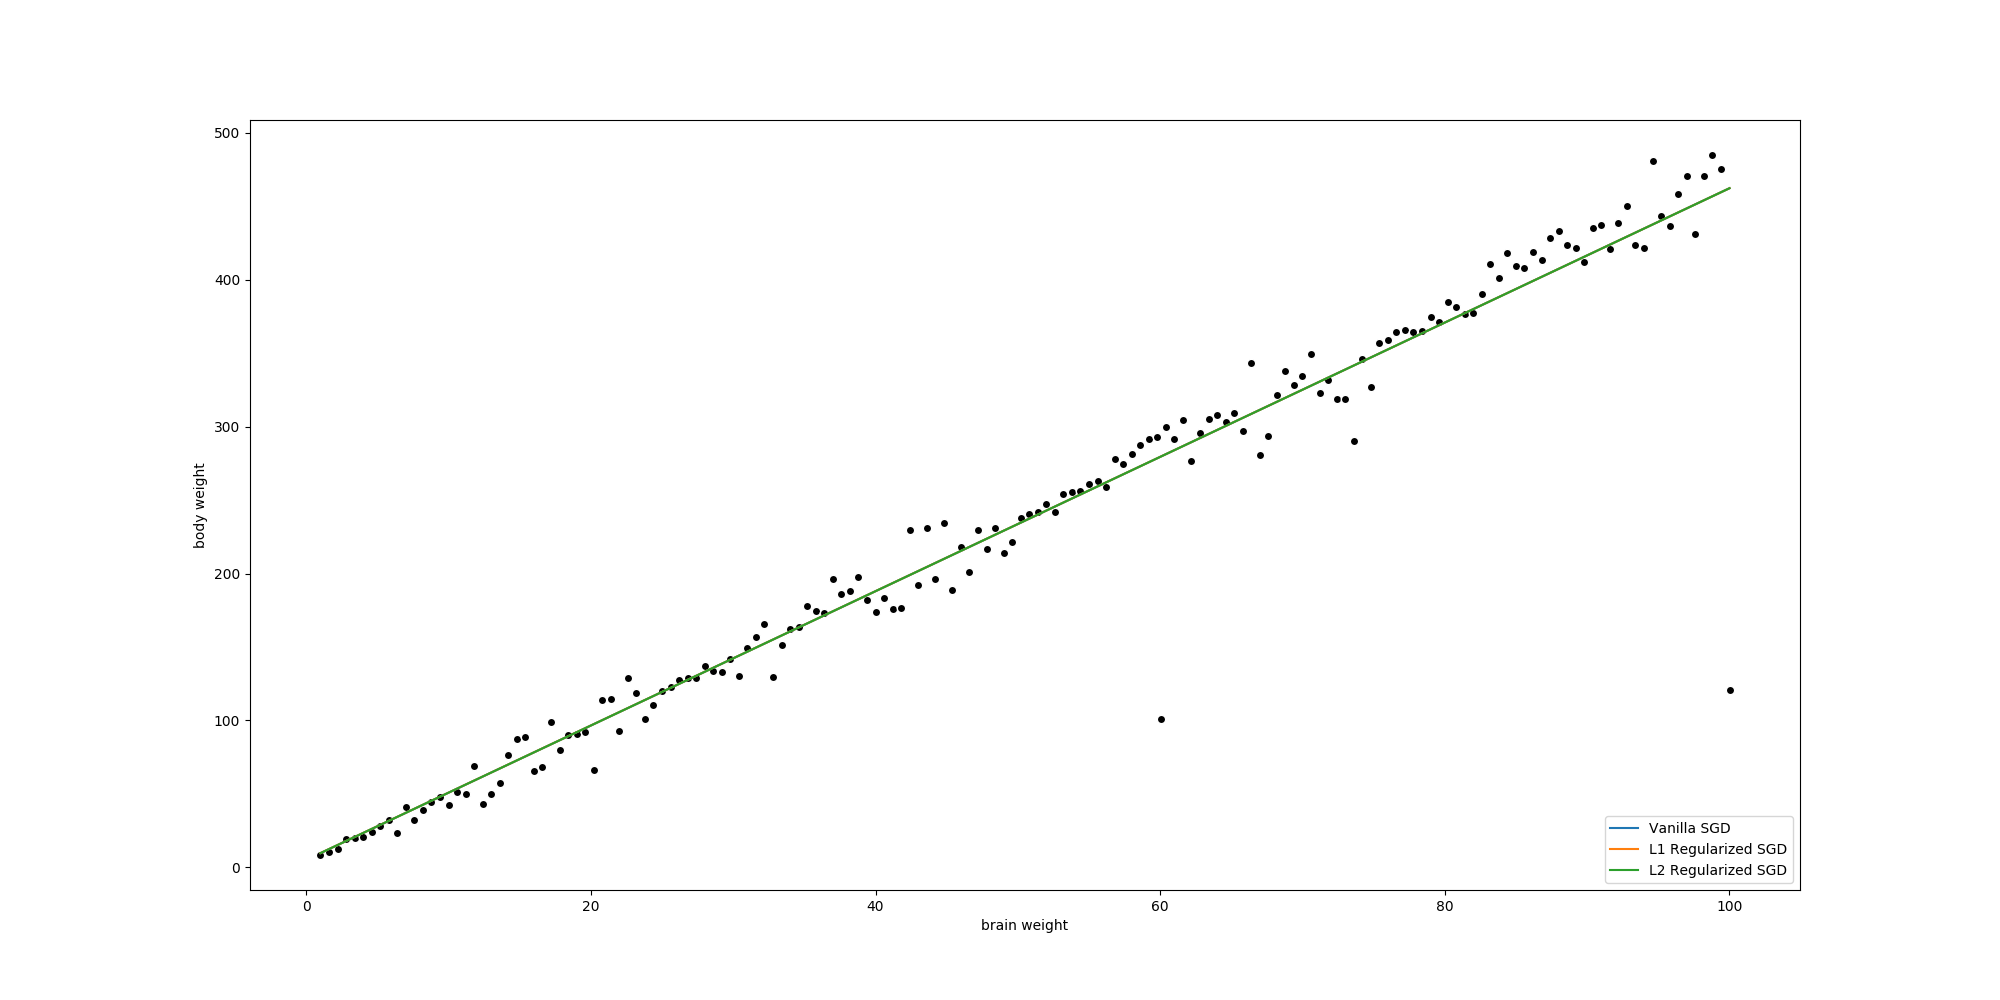 500
400
300
200
100
0
body weight
Vanilla SGD
L1 Regularized SGD
L2 Regularized SGD
0 20 40 60 80 100
brain weight